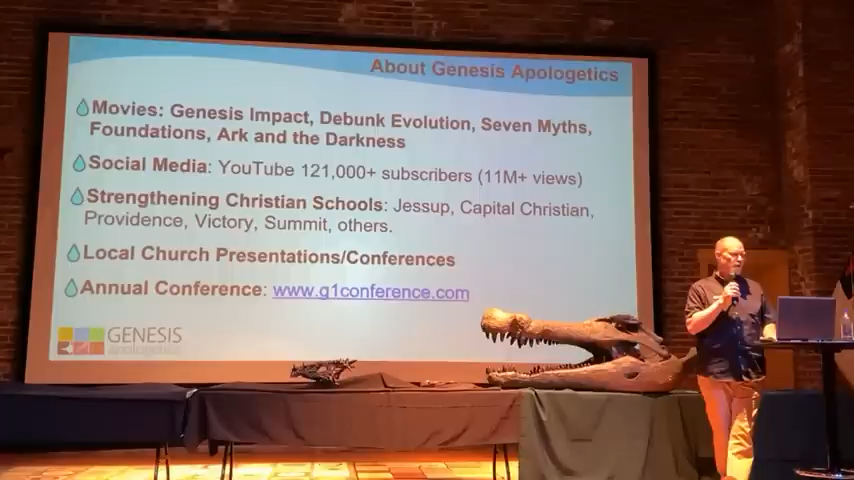 About Genesis Apologetics
Movies: Genesis Impact, Debunk Evolution, Seven Myths,
Foundations, Ark and the Darkness
Social Media: YouTube 121,000+ subscribers (11M+ views)
Strengthening Christian Schools: Jessup, Capital Christian,
Providence, Victory, Summit, others.
Local Church Presentations/Conferences
Annual Conference: www.g1conference.com
GENESIS
apologetics